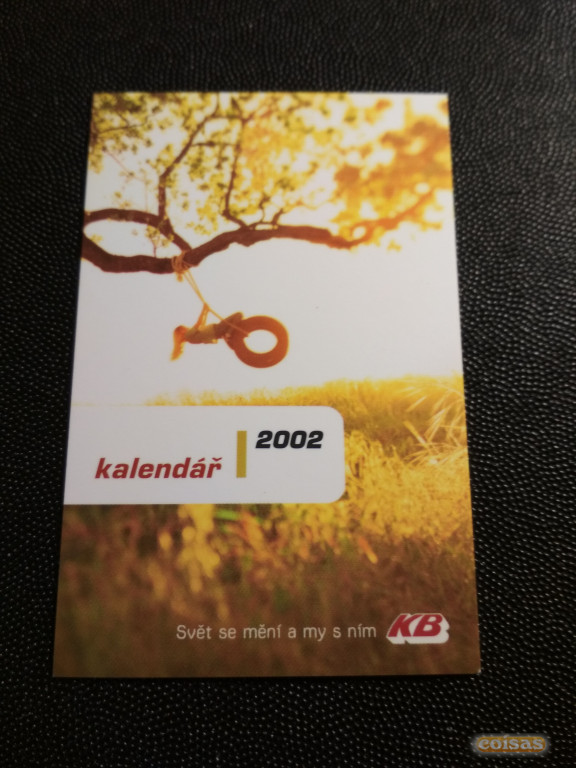 2002
kalendář
Svět se mění a my s ním KB
coisas